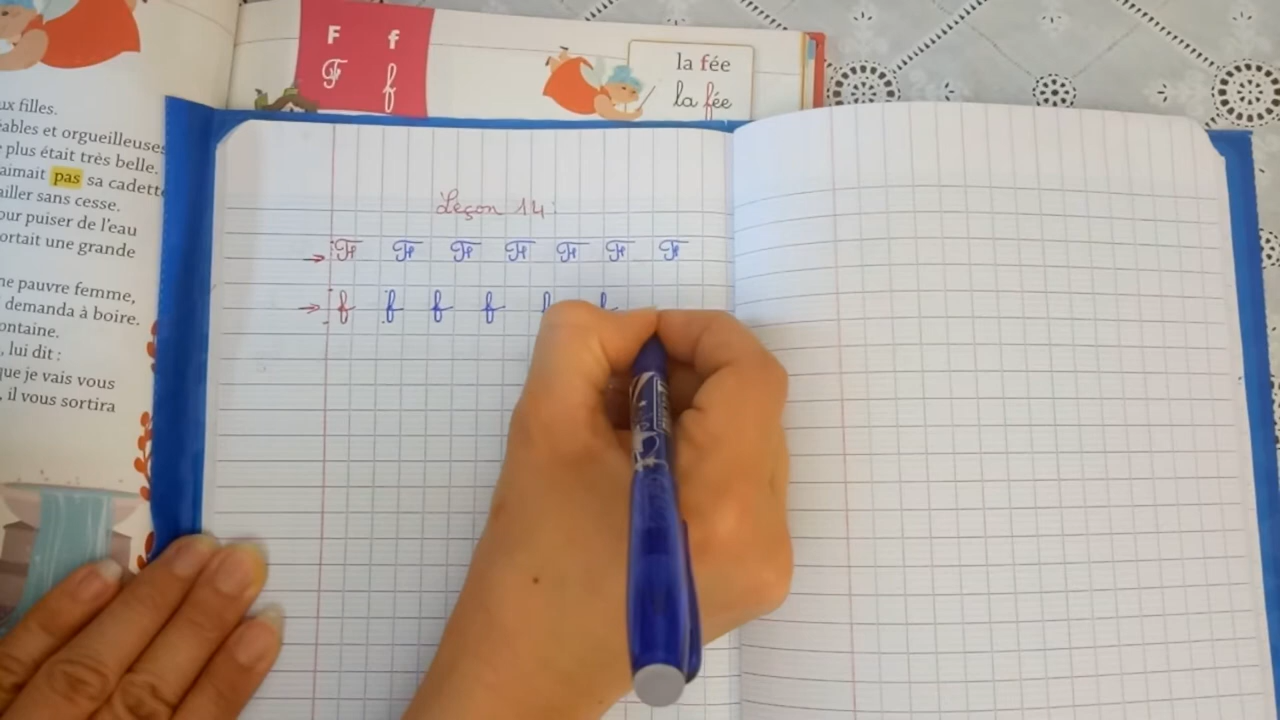 ux filles.
éables et orgueilleuses
plus était très belle.
aimait pas sa cadette
ailler sans cesse.
our puiser de l'eau
ortait une grande
ne pauvre femme,
demanda à boire.
ontaine.
, lui dit :
que je vais vous
, il vous sortira
F f
F f
la fée
la fée
Leçon 14:
→ F F F F F F F
→ f f f f f f